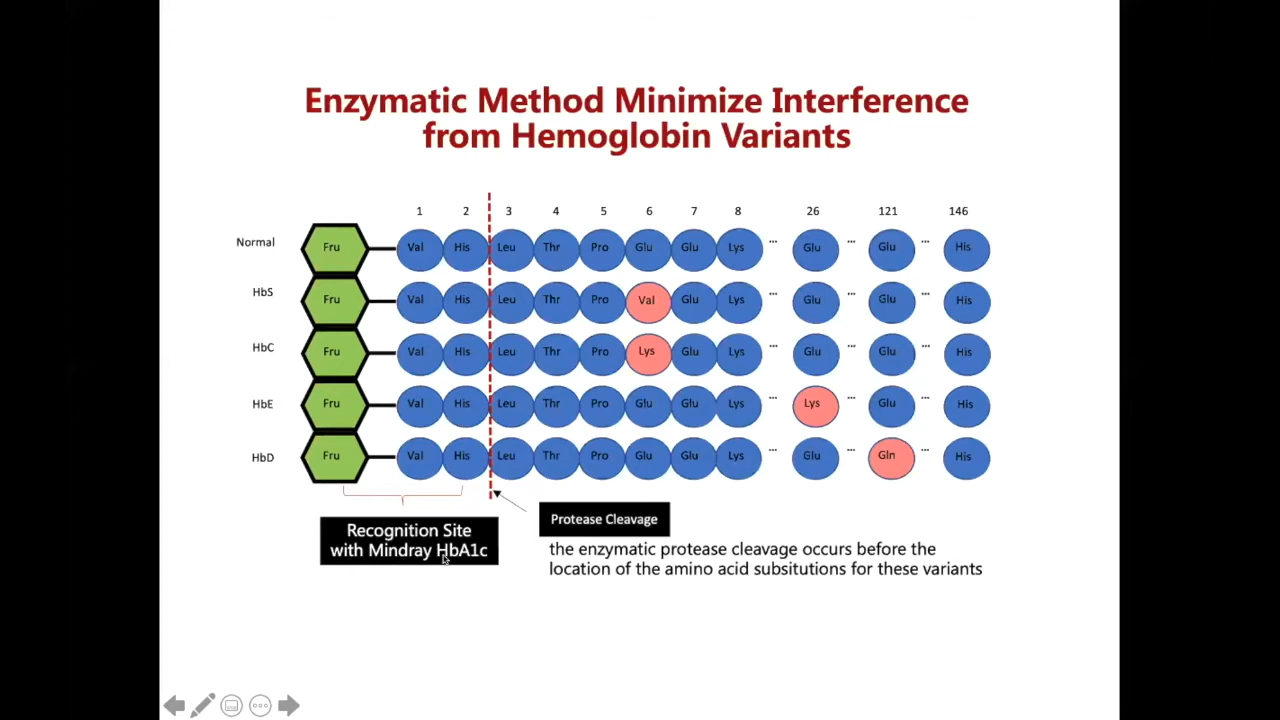 Enzymatic Method Minimize Interference
from Hemoglobin Variants
1 2 3 4 5 6 7 8 26 121 146
Normal Fru Val His Leu Thr Pro Glu Glu Lys ... Glu ... Glu ... His
HbS Fru Val His Leu Thr Pro Val Glu Lys ... Glu ... Glu ... His
HbC Fru Val His Leu Thr Pro Lys Glu Lys ... Glu ... Glu ... His
HbE Fru Val His Leu Thr Pro Glu Glu Lys ... Lys ... Glu ... His
HbD Fru Val His Leu Thr Pro Glu Glu Lys ... Glu ... Gln ... His
Recognition Site
with Mindray HbA1c
Protease Cleavage
the enzymatic protease cleavage occurs before the
location of the amino acid subsitutions for these variants